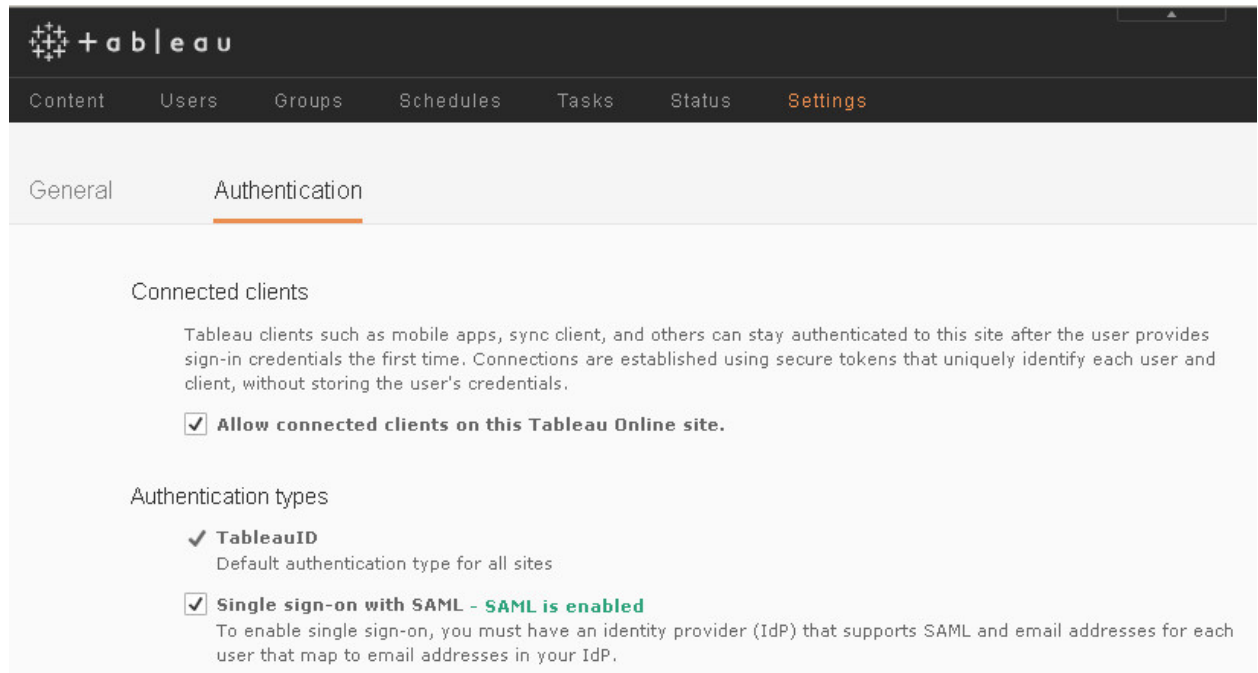 +ableau
Content Users Groups Schedules Tasks Status Settings
General Authentication
Connected clients
Tableau clients such as mobile apps, sync client, and others can stay authenticated to this site after the user provides
sign-in credentials the first time. Connections are established using secure tokens that uniquely identify each user and
client, without storing the user's credentials.
Allow connected clients on this Tableau Online site.
Authentication types
TableauID
Default authentication type for all sites
Single sign-on with SAML - SAML is enabled
To enable single sign-on, you must have an identity provider (IdP) that supports SAML and email addresses for each
user that map to email addresses in your IdP.